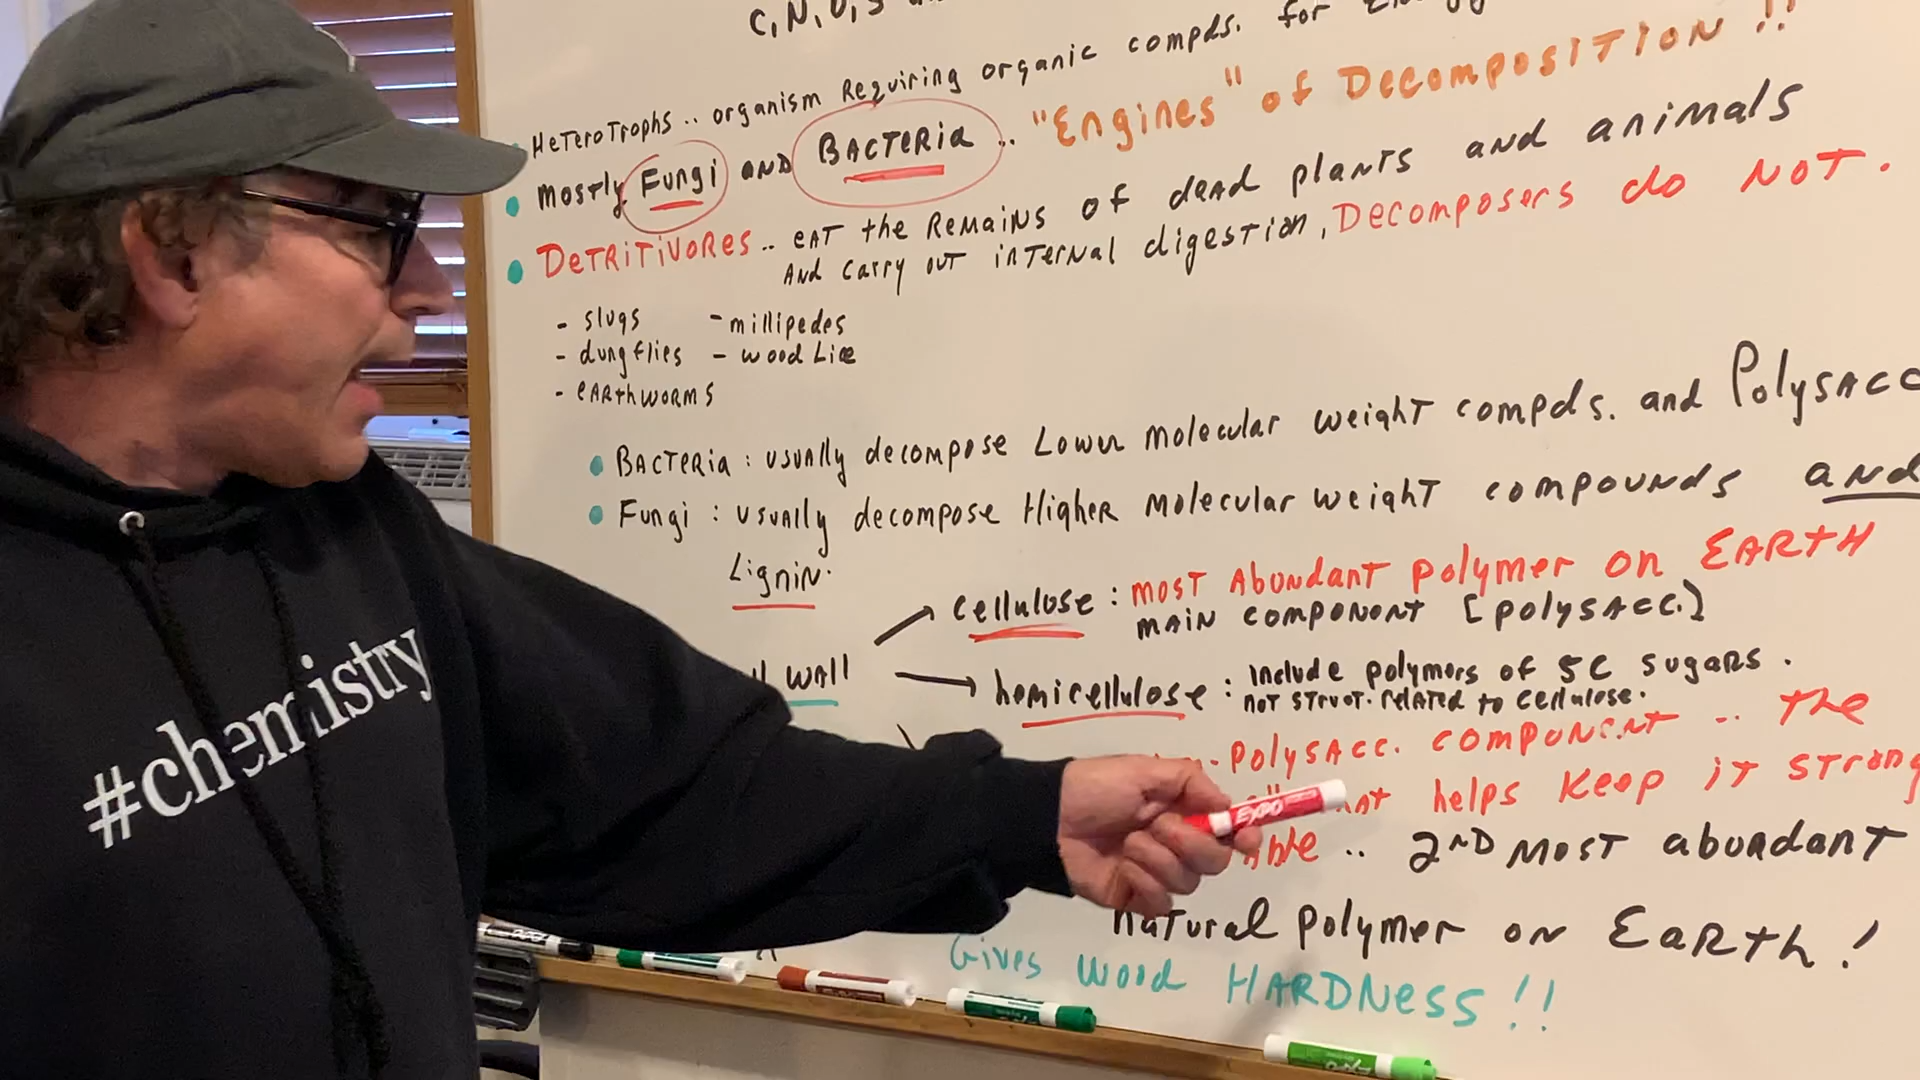 C, N, O, S
HeteroTrophs .. organism Requiring organic compds. for
mostly Fungi AND BACTERIA .. "Engines" of DecomposITION !!
DeTRiTiVORes .. eAT the Remains of dead plants and animals
AND carry out internal digestion, Decomposers do NOT.
- slugs - millipedes
- dung flies - wood Lice
- eARthworms
BACTERIA : usually decompose Lower molecular weight compds. and Polysacc
Fungi : usually decompose Higher molecular weight compounds and
Lignin.
cellulose : most Abundant polymer on EARTH
main component [polysacc.]
wall
hemicellulose : include polymers of 5C sugars .
not struct. related to cellulose.
- Polysacc. component .. the
helps keep it strong
able .. 2ND most abundant
natural polymer on Earth !
Gives wood HARDNess !!
#chemistry
EXPO